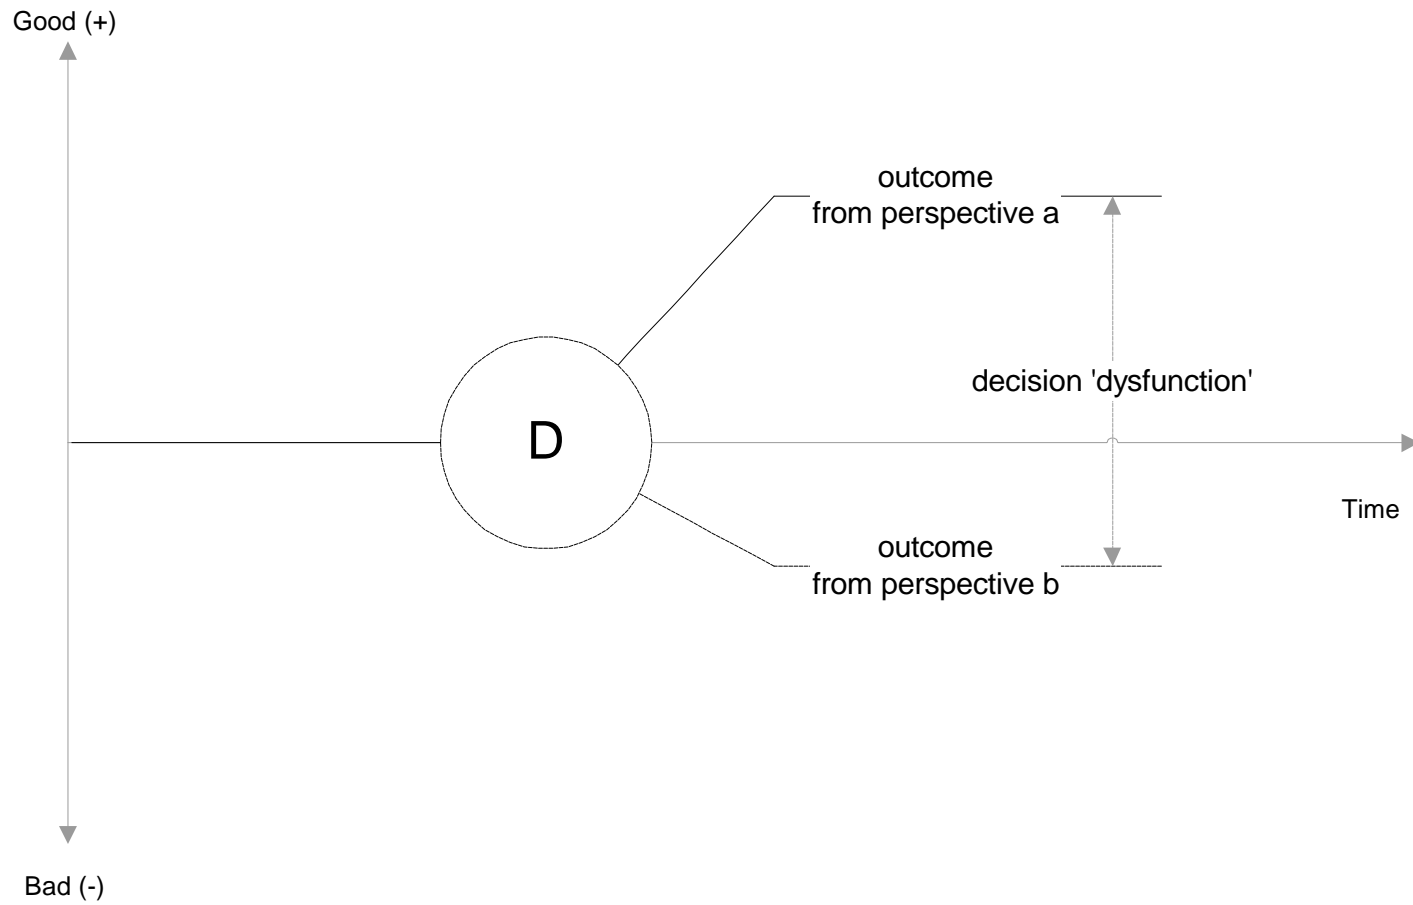 Good (+)
outcome
from perspective a
decision 'dysfunction'
D
Time
outcome
from perspective b
Bad (-)